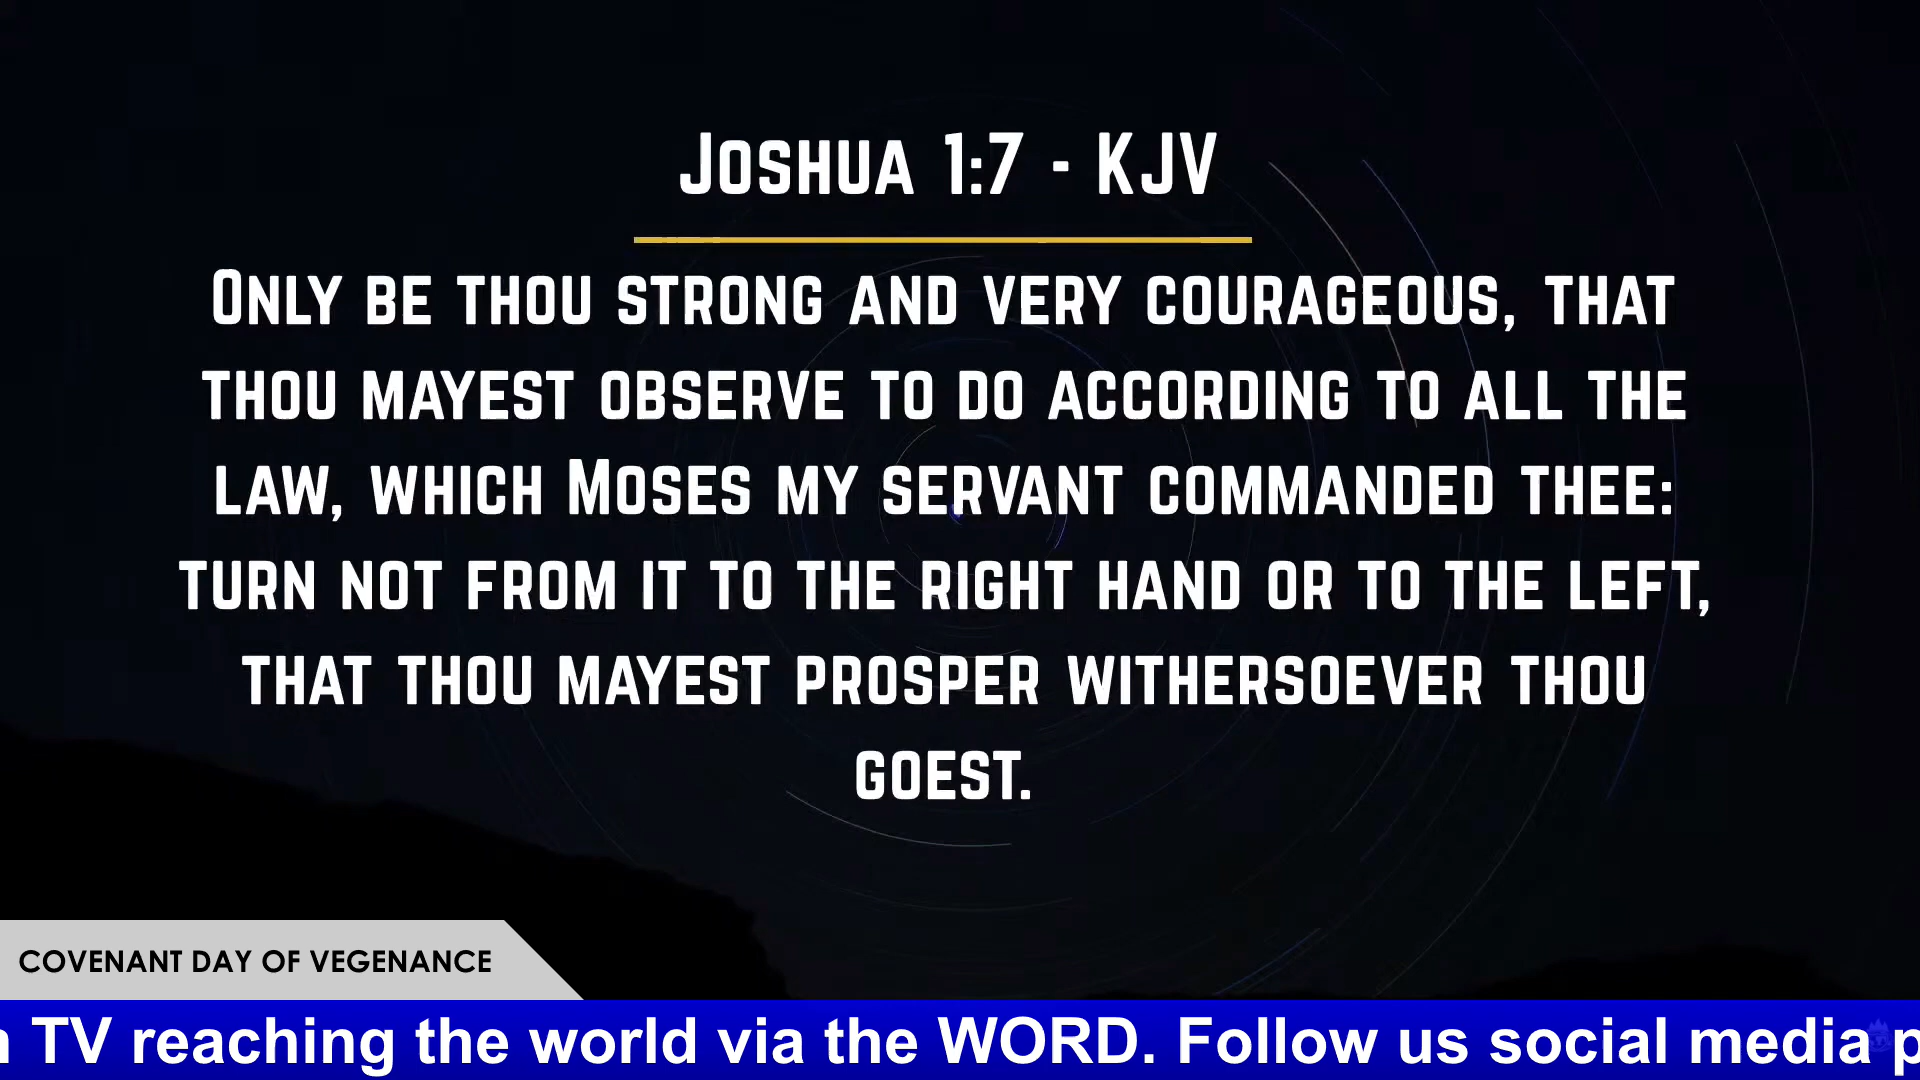 Joshua 1:7 - KJV
Only be thou strong and very courageous, that
thou mayest observe to do according to all the
law, which Moses my servant commanded thee:
turn not from it to the right hand or to the left,
that thou mayest prosper withersoever thou
goest.
COVENANT DAY OF VEGENANCE
TV reaching the world via the WORD. Follow us social media